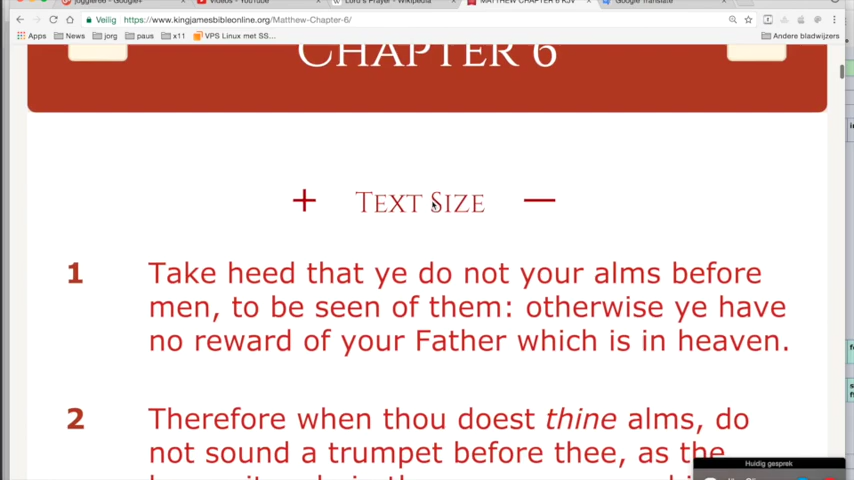 juggler66 - Google+
Videos - YouTube
Lord's Prayer - Wikipedia
MATTHEW CHAPTER 6 KJV
Google Translate
Veilig https://www.kingjamesbibleonline.org/Matthew-Chapter-6/
Apps News jorg paus x11 VPS Linux met SS... Andere bladwijzers
CHAPTER 6
+ TEXT SIZE —
1 Take heed that ye do not your alms before
men, to be seen of them: otherwise ye have
no reward of your Father which is in heaven.
2 Therefore when thou doest thine alms, do
not sound a trumpet before thee, as the
Huidig gesprek